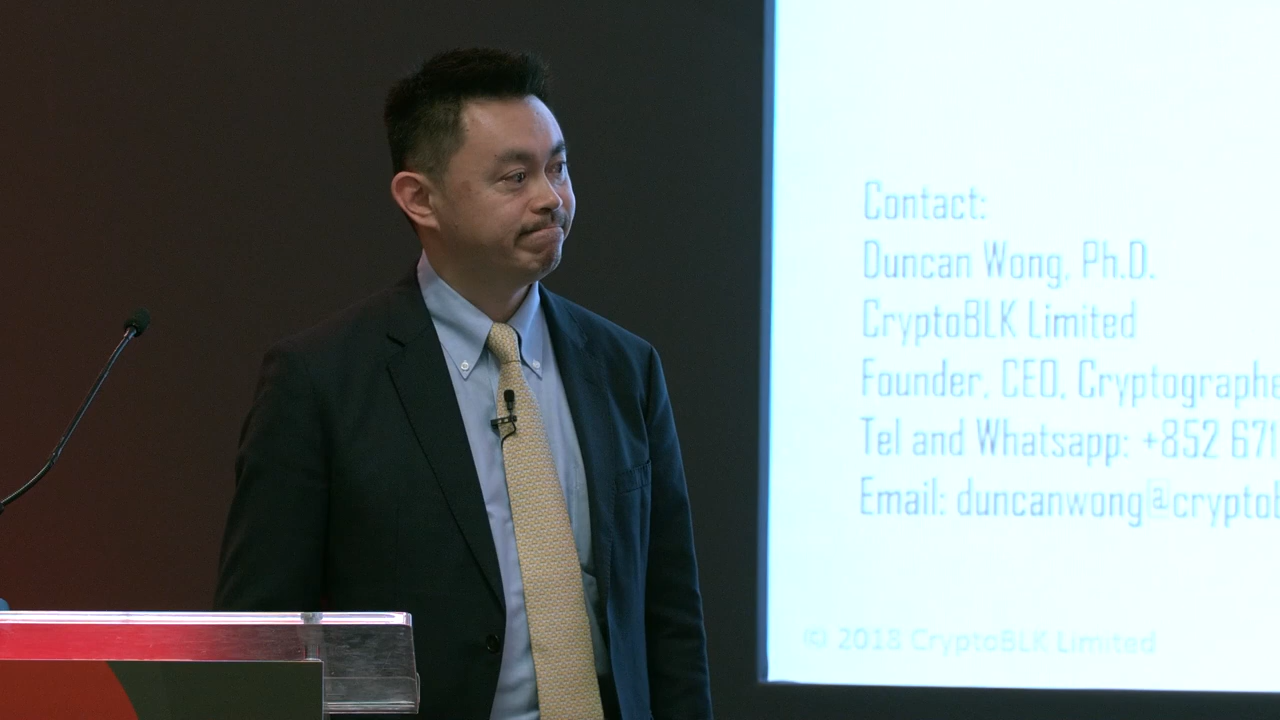 Contact:
Duncan Wong, Ph.D.
CryptoBLK Limited
Founder, CEO, Cryptographe
Tel and Whatsapp: +852 671
Email: duncanwong@cryptob
© 2018 CryptoBLK Limited